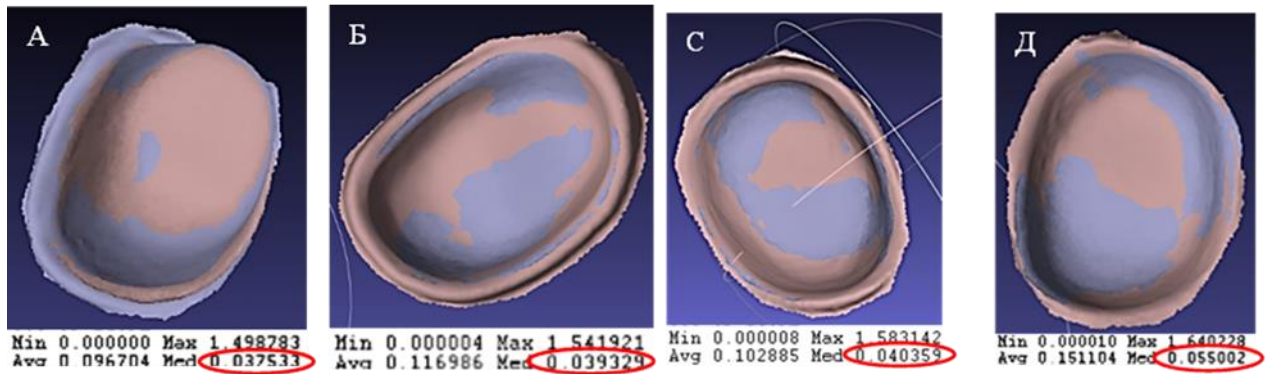 А
Б
С
Д
Min 0.000000 Max 1.498783
Avg 0.096704 Med 0.037533
Min 0.000004 Max 1.541921
Avg 0.116986 Med 0.039329
Min 0.000008 Max 1.583142
Avg 0.102885 Med 0.040359
Min 0.000010 Max 1.640228
Avg 0.151104 Med 0.055002